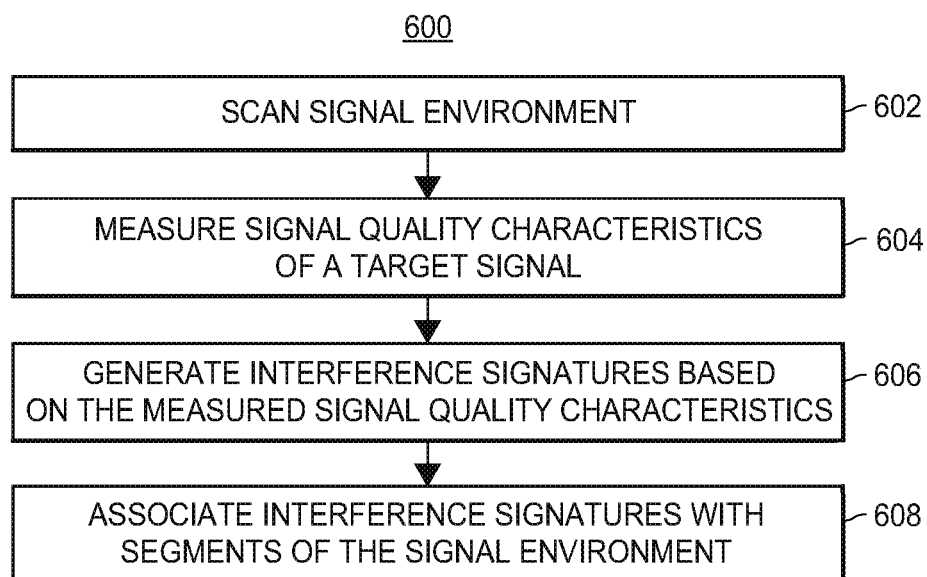 600
SCAN SIGNAL ENVIRONMENT
602
MEASURE SIGNAL QUALITY CHARACTERISTICS
OF A TARGET SIGNAL
604
GENERATE INTERFERENCE SIGNATURES BASED
ON THE MEASURED SIGNAL QUALITY CHARACTERISTICS
606
ASSOCIATE INTERFERENCE SIGNATURES WITH
SEGMENTS OF THE SIGNAL ENVIRONMENT
608